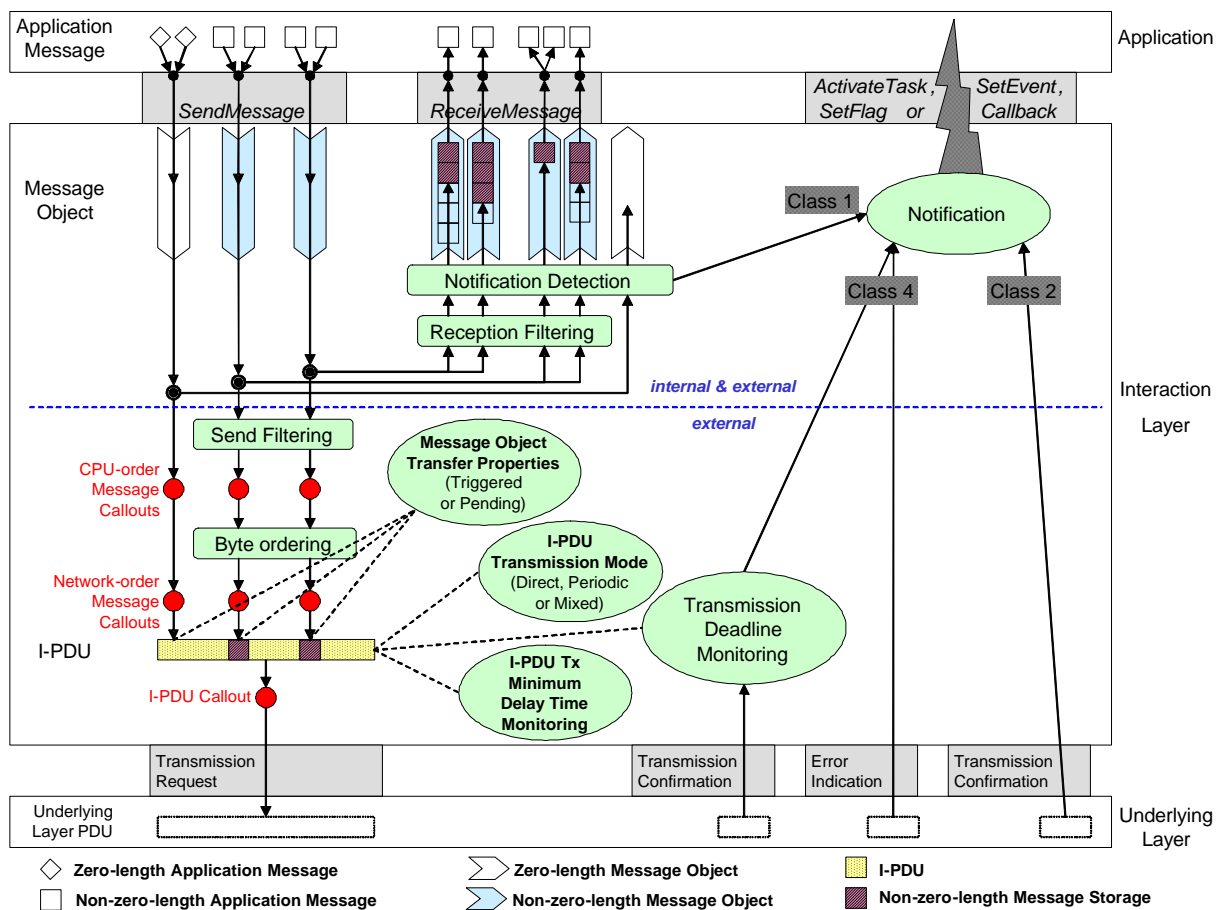 Application
Message
Application
SendMessage
ReceiveMessage
ActivateTask, SetEvent,
SetFlag or Callback
Message
Object
Class 1
Notification
Notification Detection
Class 4
Class 2
Reception Filtering
internal & external
external
Interaction
Layer
Send Filtering
CPU-order
Message
Callouts
Message Object
Transfer Properties
(Triggered
or Pending)
Byte ordering
I-PDU
Transmission Mode
(Direct, Periodic
or Mixed)
Network-order
Message
Callouts
Transmission
Deadline
Monitoring
I-PDU
I-PDU Tx
Minimum
Delay Time
Monitoring
I-PDU Callout
Transmission
Request
Transmission
Confirmation
Error
Indication
Transmission
Confirmation
Underlying
Layer PDU
Underlying
Layer
Zero-length Application Message
Zero-length Message Object
I-PDU
Non-zero-length Application Message
Non-zero-length Message Object
Non-zero-length Message Storage